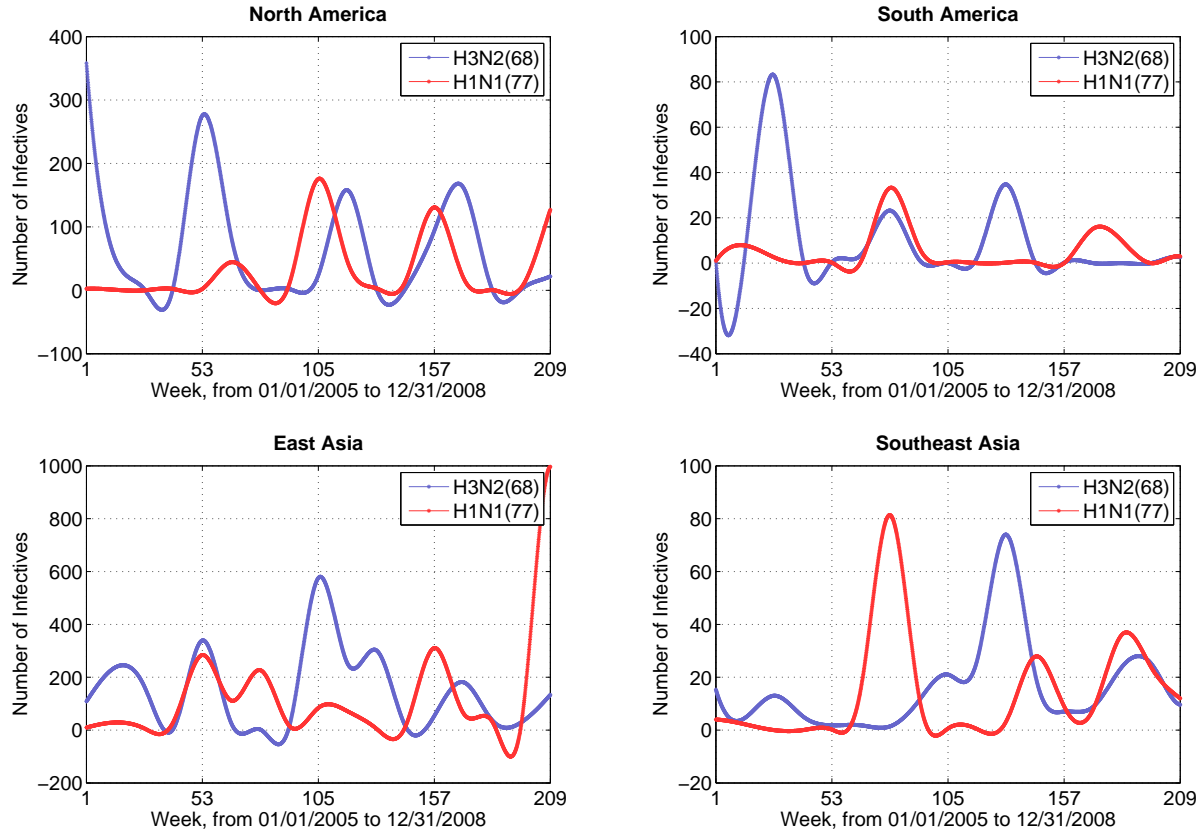 North America
400
300
200
100
0
−100
Number of Infectives
H3N2(68)
H1N1(77)
1 53 105 157 209
Week, from 01/01/2005 to 12/31/2008
South America
100
80
60
40
20
0
−20
−40
Number of Infectives
H3N2(68)
H1N1(77)
1 53 105 157 209
Week, from 01/01/2005 to 12/31/2008
East Asia
1000
800
600
400
200
0
−200
Number of Infectives
H3N2(68)
H1N1(77)
1 53 105 157 209
Week, from 01/01/2005 to 12/31/2008
Southeast Asia
100
80
60
40
20
0
−20
Number of Infectives
H3N2(68)
H1N1(77)
1 53 105 157 209
Week, from 01/01/2005 to 12/31/2008